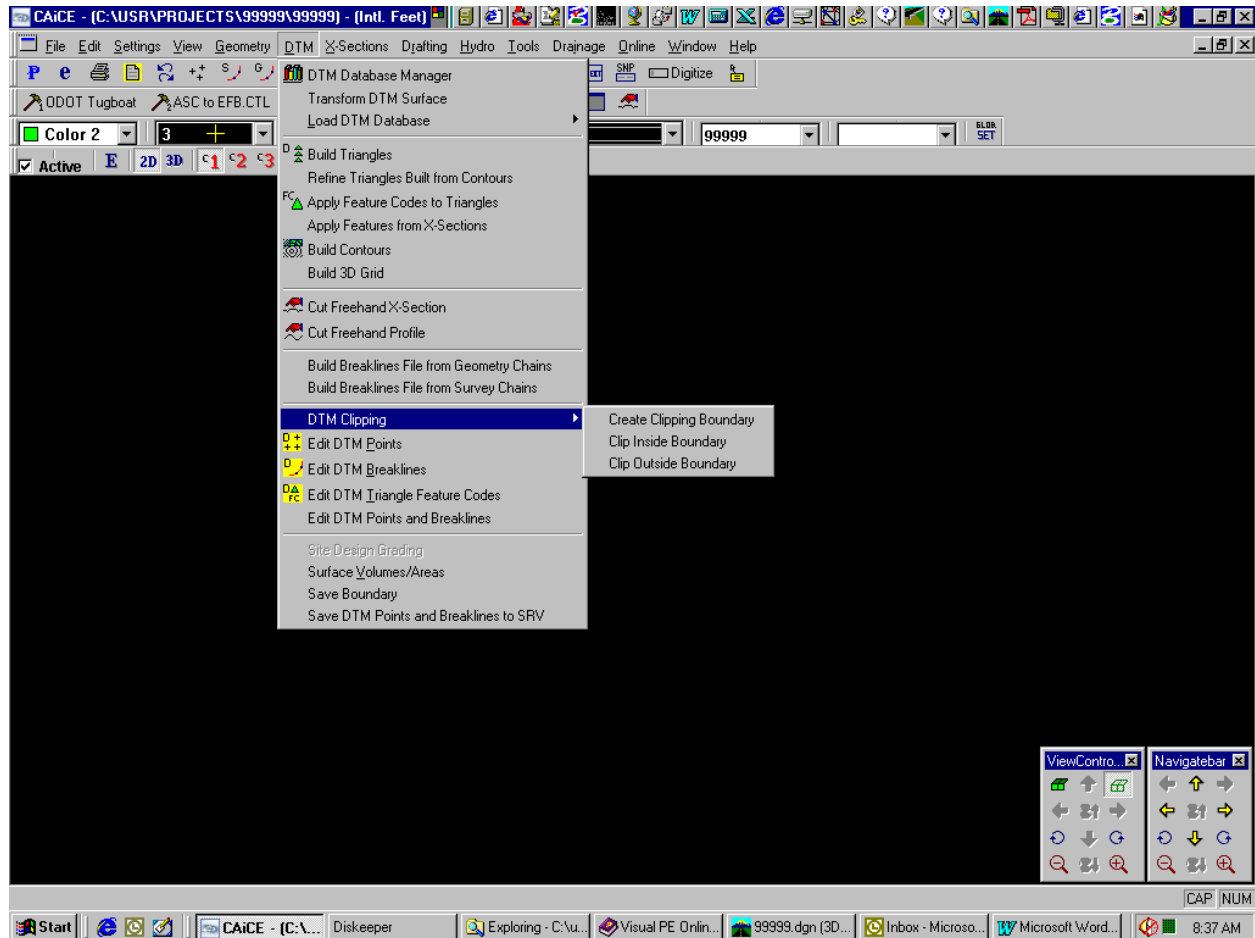 CAiCE - (C:\USR\PROJECTS\99999\99999) - (Intl. Feet)
File Edit Settings View Geometry DTM X-Sections Drafting Hydro Tools Drainage Online Window Help
P e S G SNP Digitize
ODOT Tugboat ASC to EFB.CTL
Color 2 3 99999 GLOB. SET
Active E 2D 3D C1 C2 C3
DTM Database Manager
Transform DTM Surface
Load DTM Database
Build Triangles
Refine Triangles Built from Contours
FC Apply Feature Codes to Triangles
Apply Features from X-Sections
Build Contours
Build 3D Grid
Cut Freehand X-Section
Cut Freehand Profile
Build Breaklines File from Geometry Chains
Build Breaklines File from Survey Chains
DTM Clipping
Create Clipping Boundary
Clip Inside Boundary
Clip Outside Boundary
Edit DTM Points
Edit DTM Breaklines
Edit DTM Triangle Feature Codes
Edit DTM Points and Breaklines
Site Design Grading
Surface Volumes/Areas
Save Boundary
Save DTM Points and Breaklines to SRV
ViewContro... Navigatebar
CAP NUM
Start CAiCE - (C:\... Diskeeper Exploring - C:\u... Visual PE Onlin... 99999.dgn (3D... Inbox - Microso... Microsoft Word... 8:37 AM